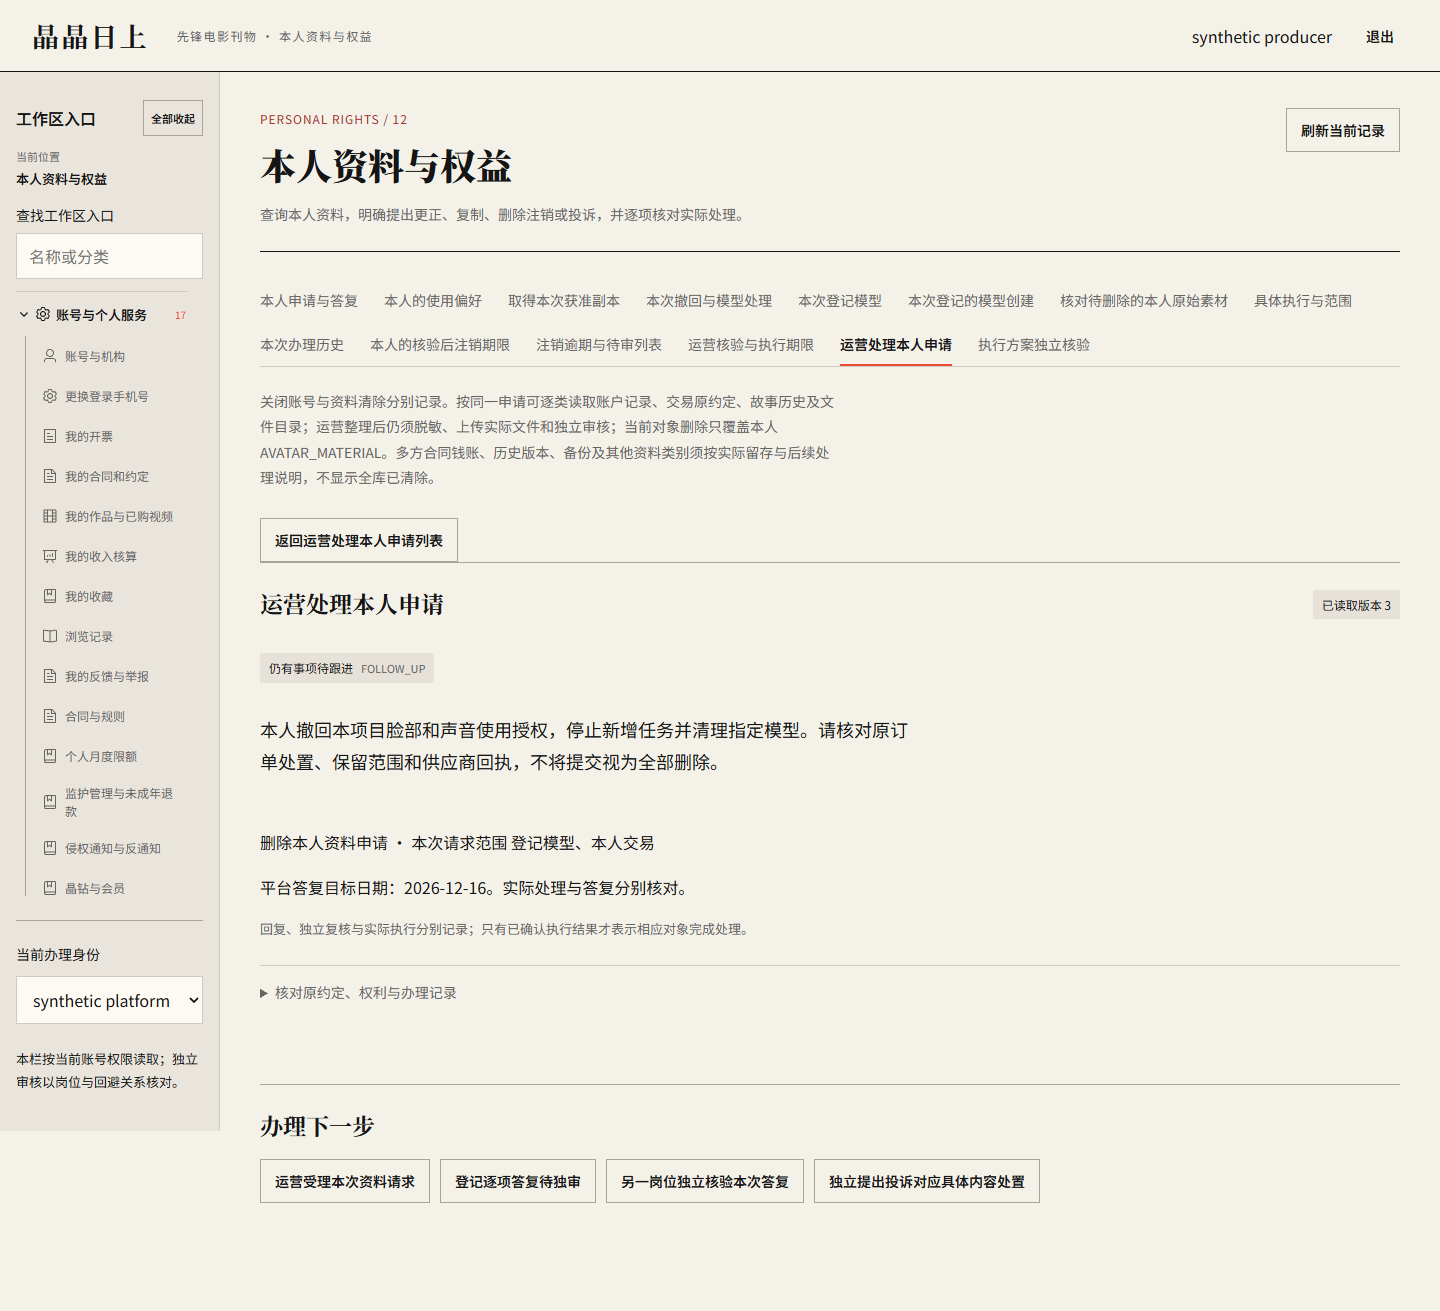 晶晶日上
先锋电影刊物 · 本人资料与权益
synthetic producer
退出
工作区入口
全部收起
当前位置
本人资料与权益
查找工作区入口
名称或分类
账号与个人服务 17
账号与机构
更换登录手机号
我的开票
我的合同和约定
我的作品与已购视频
我的收入核算
我的收藏
浏览记录
我的反馈与举报
合同与规则
个人月度限额
监护管理与未成年退
款
侵权通知与反通知
晶钻与会员
当前办理身份
synthetic platform
本栏按当前账号权限读取；独立
审核以岗位与回避关系核对。
PERSONAL RIGHTS / 12
本人资料与权益
查询本人资料，明确提出更正、复制、删除注销或投诉，并逐项核对实际处理。
刷新当前记录
本人申请与答复 本人的使用偏好 取得本次获准副本 本次撤回与模型处理 本次登记模型 本次登记的模型创建 核对待删除的本人原始素材 具体执行与范围
本次办理历史 本人的核验后注销期限 注销逾期与待审列表 运营核验与执行期限 运营处理本人申请 执行方案独立核验
关闭账号与资料清除分别记录。按同一申请可逐类读取账户记录、交易原约定、故事历史及文
件目录；运营整理后仍须脱敏、上传实际文件和独立审核；当前对象删除只覆盖本人
AVATAR_MATERIAL。多方合同钱账、历史版本、备份及其他资料类别须按实际留存与后续处
理说明，不显示全库已清除。
返回运营处理本人申请列表
运营处理本人申请
已读取版本 3
仍有事项待跟进 FOLLOW_UP
本人撤回本项目脸部和声音使用授权，停止新增任务并清理指定模型。请核对原订
单处置、保留范围和供应商回执，不将提交视为全部删除。
删除本人资料申请 · 本次请求范围 登记模型、本人交易
平台答复目标日期：2026-12-16。实际处理与答复分别核对。
回复、独立复核与实际执行分别记录；只有已确认执行结果才表示相应对象完成处理。
核对原约定、权利与办理记录
办理下一步
运营受理本次资料请求
登记逐项答复待独审
另一岗位独立核验本次答复
独立提出投诉对应具体内容处置